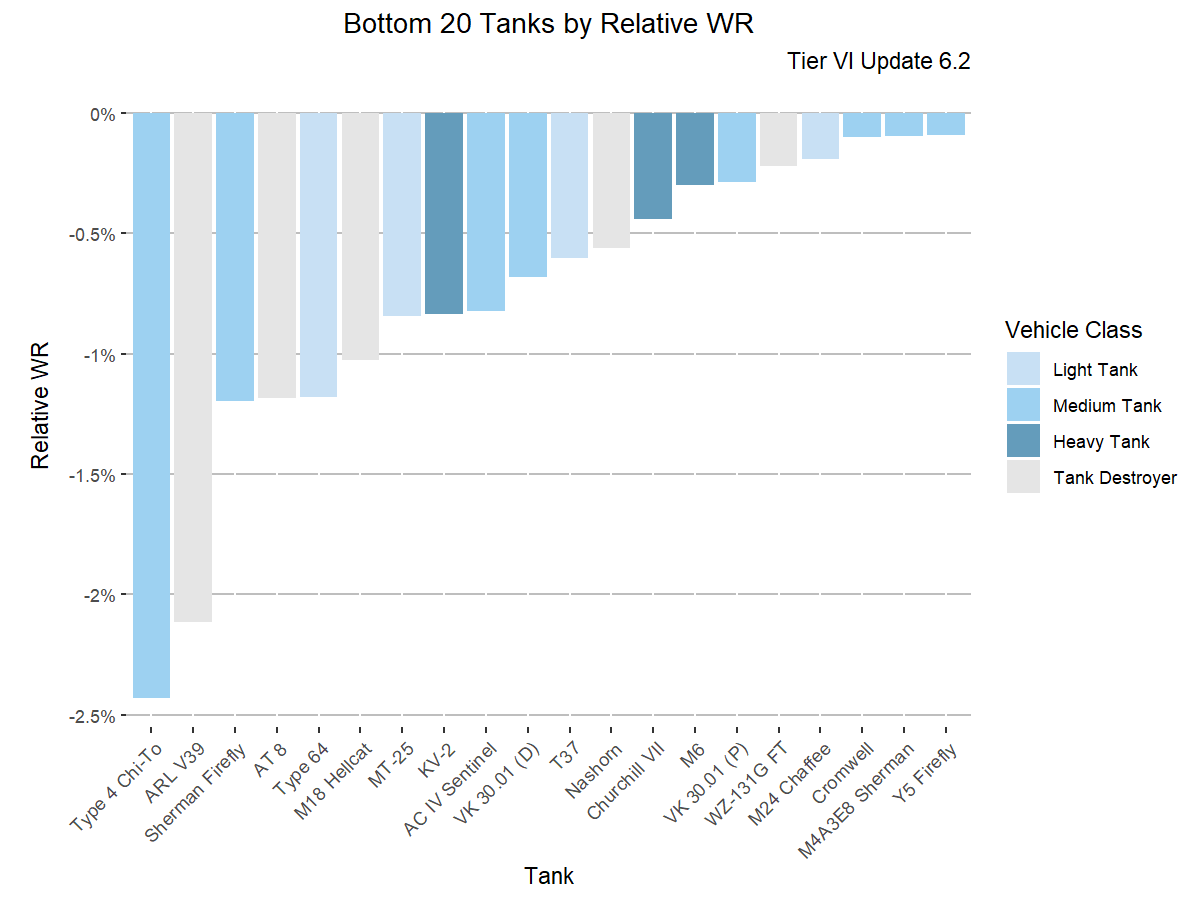 Bottom 20 Tanks by Relative WR
Tier VI Update 6.2
0%
-0.5%
-1%
-1.5%
-2%
-2.5%
Relative WR
Type 4 Chi-To
ARL V39
Sherman Firefly
AT 8
Type 64
M18 Hellcat
MT-25
KV-2
AC IV Sentinel
VK 30.01 (D)
T37
Nashorn
Churchill VII
M6
VK 30.01 (P)
WZ-131G FT
M24 Chaffee
Cromwell
M4A3E8 Sherman
Y5 Firefly
Tank
Vehicle Class
Light Tank
Medium Tank
Heavy Tank
Tank Destroyer